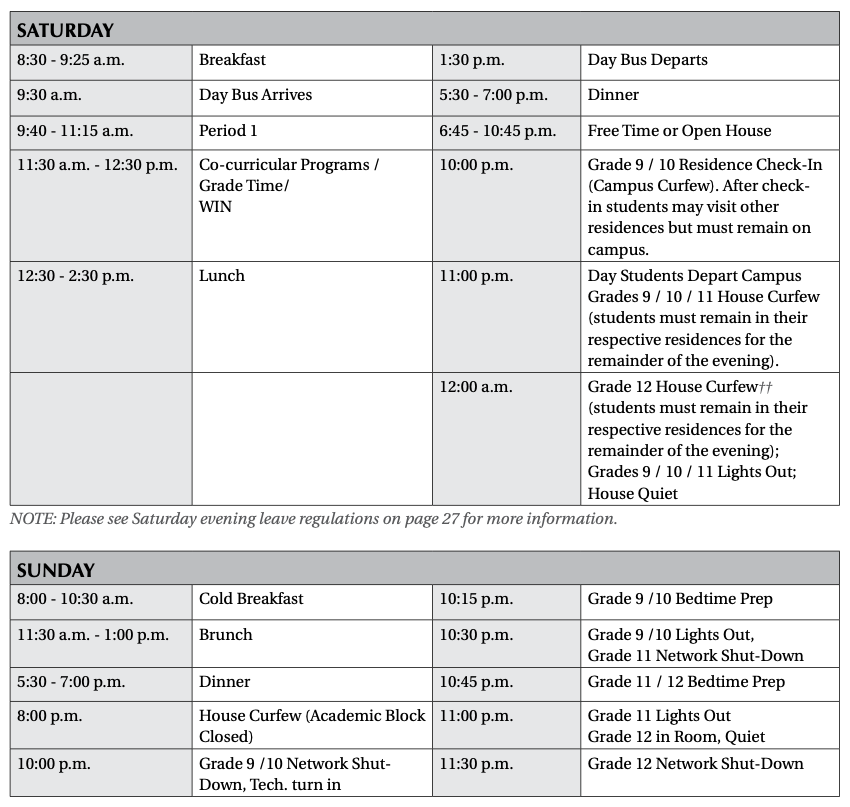 SATURDAY
8:30 - 9:25 a.m.
Breakfast
1:30 p.m.
Day Bus Departs
9:30 a.m.
Day Bus Arrives
5:30 - 7:00 p.m.
Dinner
9:40 - 11:15 a.m.
Period 1
6:45 - 10:45 p.m.
Free Time or Open House
11:30 a.m. - 12:30 p.m.
Co-curricular Programs /
Grade Time/
WIN
10:00 p.m.
Grade 9 / 10 Residence Check-In
(Campus Curfew). After check-
in students may visit other
residences but must remain on
campus.
12:30 - 2:30 p.m.
Lunch
11:00 p.m.
Day Students Depart Campus
Grades 9 / 10 / 11 House Curfew
(students must remain in their
respective residences for the
remainder of the evening).
12:00 a.m.
Grade 12 House Curfew††
(students must remain in their
respective residences for the
remainder of the evening);
Grades 9 / 10 / 11 Lights Out;
House Quiet
NOTE: Please see Saturday evening leave regulations on page 27 for more information.
SUNDAY
8:00 - 10:30 a.m.
Cold Breakfast
10:15 p.m.
Grade 9 /10 Bedtime Prep
11:30 a.m. - 1:00 p.m.
Brunch
10:30 p.m.
Grade 9 /10 Lights Out,
Grade 11 Network Shut-Down
5:30 - 7:00 p.m.
Dinner
10:45 p.m.
Grade 11 / 12 Bedtime Prep
8:00 p.m.
House Curfew (Academic Block
Closed)
11:00 p.m.
Grade 11 Lights Out
Grade 12 in Room, Quiet
10:00 p.m.
Grade 9 /10 Network Shut-
Down, Tech. turn in
11:30 p.m.
Grade 12 Network Shut-Down